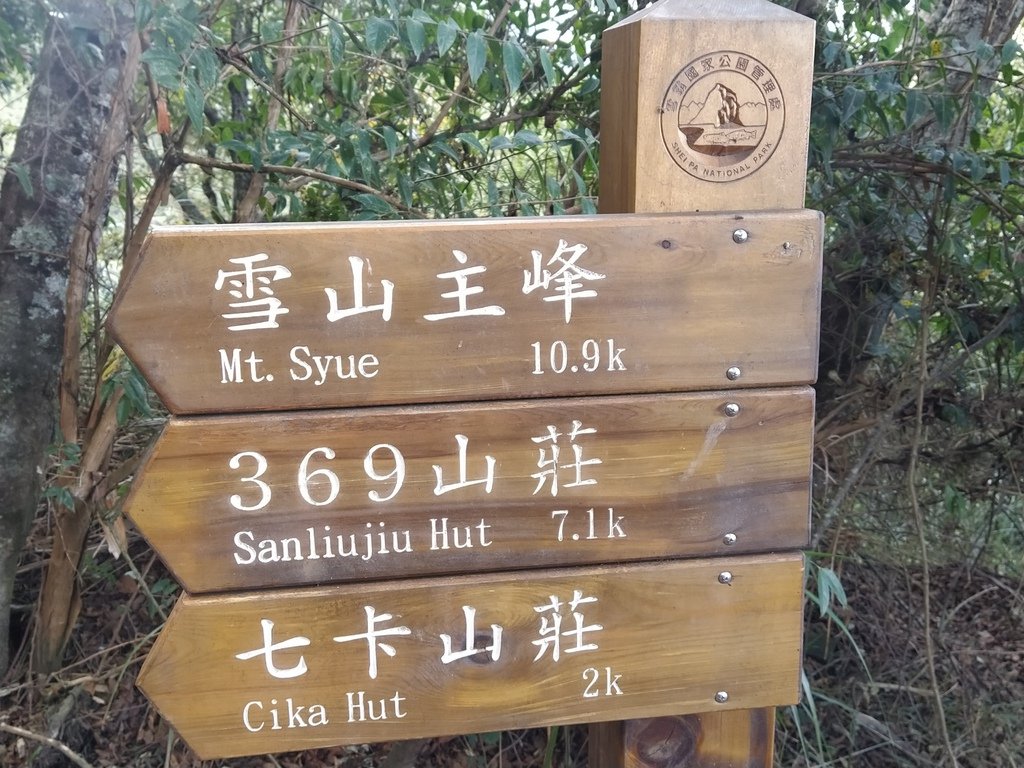 雪霸國家公園管理處
SHEI-PA NATIONAL PARK
雪山主峰
Mt. Syue 10.9k
369山莊
Sanliujiu Hut 7.1k
七卡山莊
Cika Hut 2k